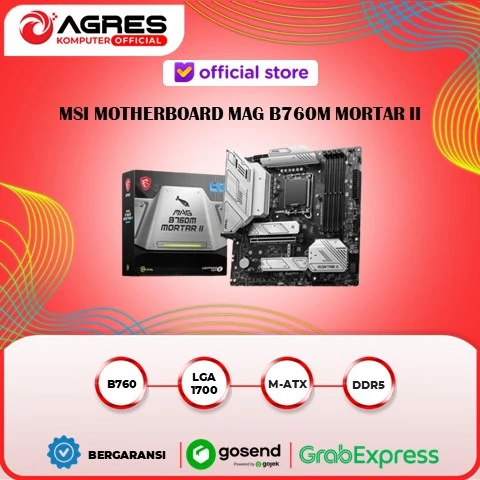 AGRES
KOMPUTER OFFICIAL
official store
MSI MOTHERBOARD MAG B760M MORTAR II
MAG
B760M
MORTAR II
B760
LGA
1700
M-ATX
DDR5
BERGARANSI
gosend
Powered by gojek
GrabExpress